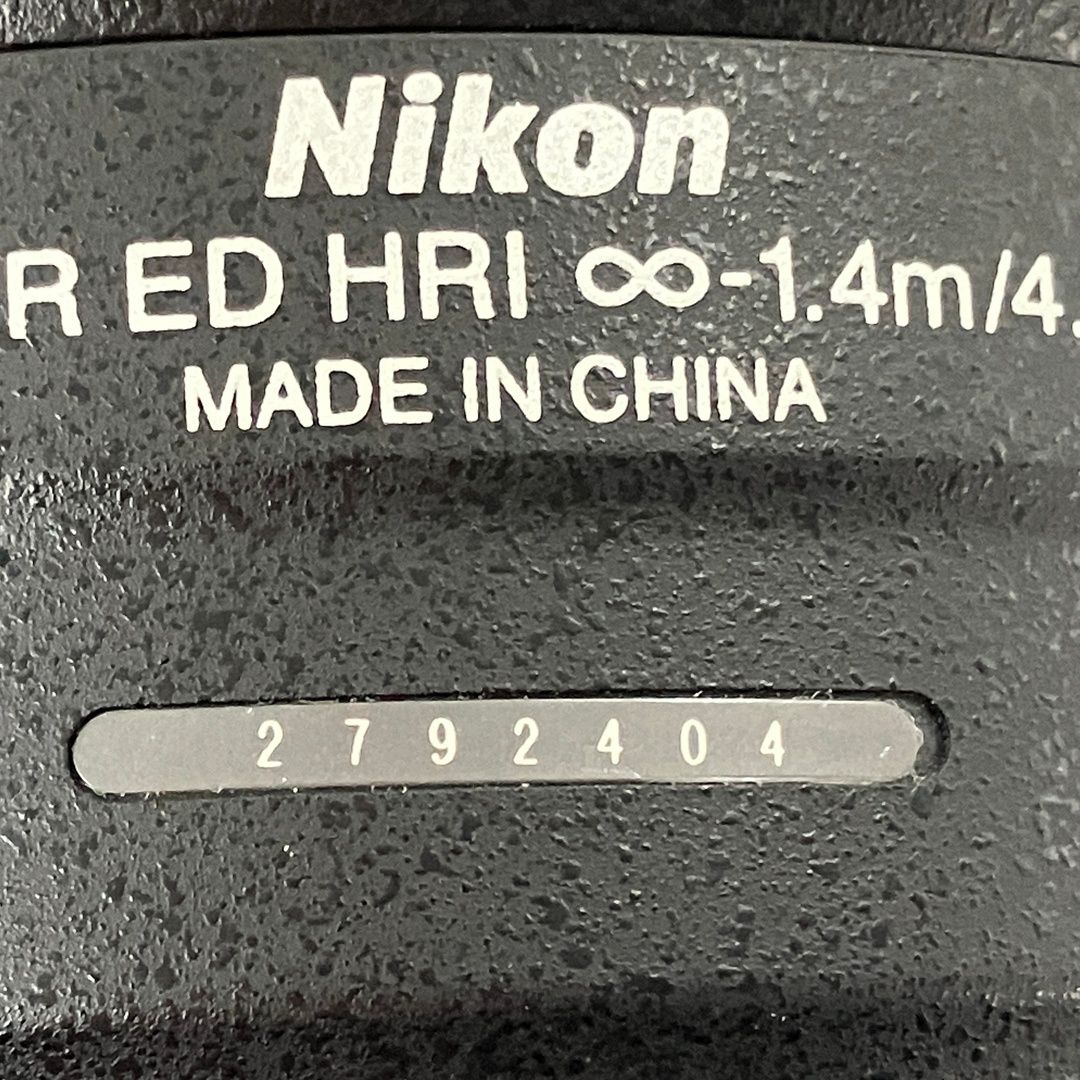 Nikon
R ED HRI ∞-1.4m/4.
MADE IN CHINA
2792404